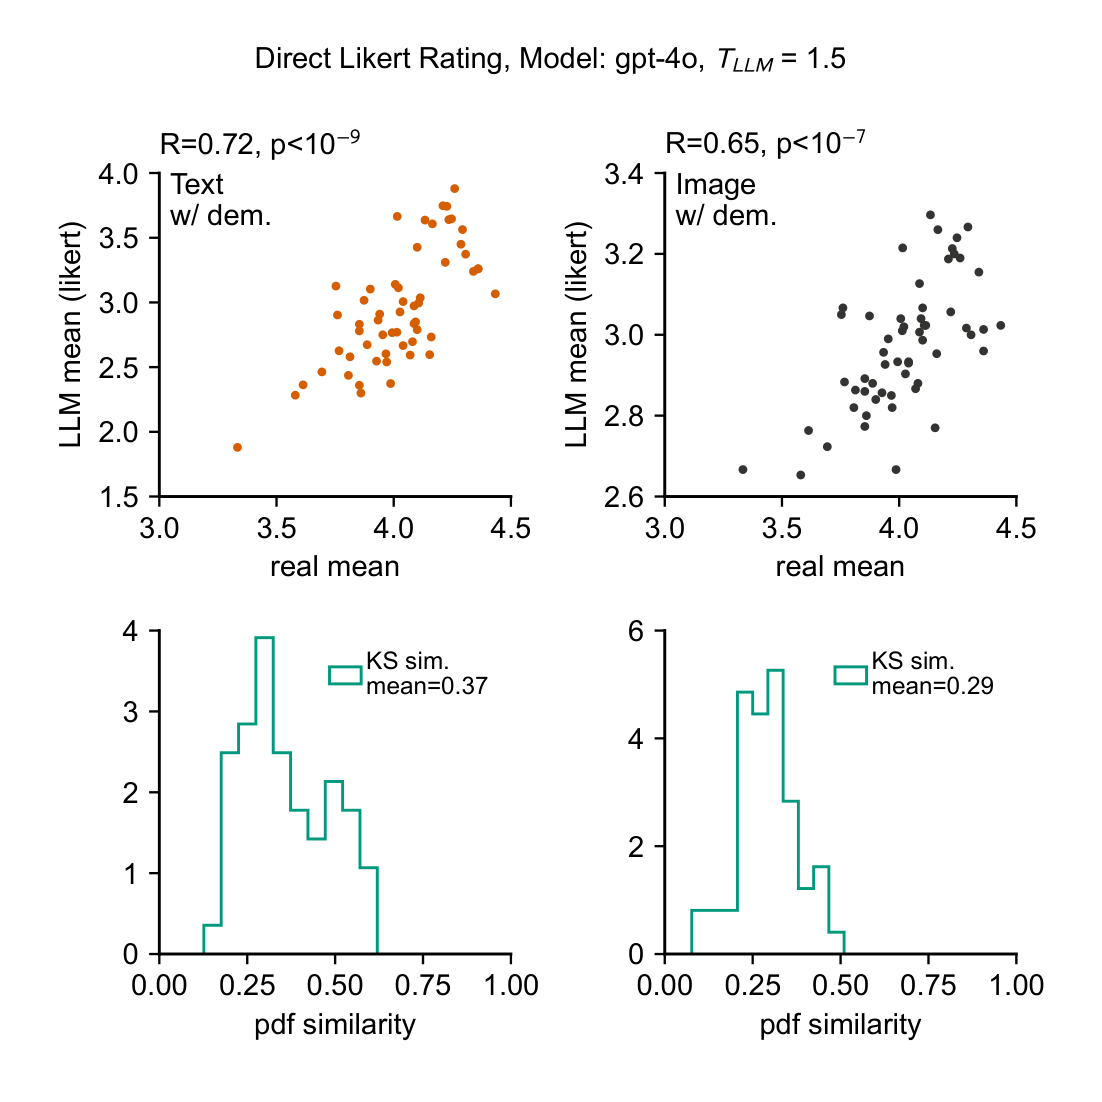 Direct Likert Rating, Model: gpt-4o, T_LLM = 1.5
R=0.72, p<10⁻⁹
Text
w/ dem.
4.0
3.5
3.0
2.5
2.0
1.5
LLM mean (likert)
3.0 3.5 4.0 4.5
real mean
R=0.65, p<10⁻⁷
Image
w/ dem.
3.4
3.2
3.0
2.8
2.6
LLM mean (likert)
3.0 3.5 4.0 4.5
real mean
KS sim.
mean=0.37
4
3
2
1
0
0.00 0.25 0.50 0.75 1.00
pdf similarity
KS sim.
mean=0.29
6
4
2
0
0.00 0.25 0.50 0.75 1.00
pdf similarity